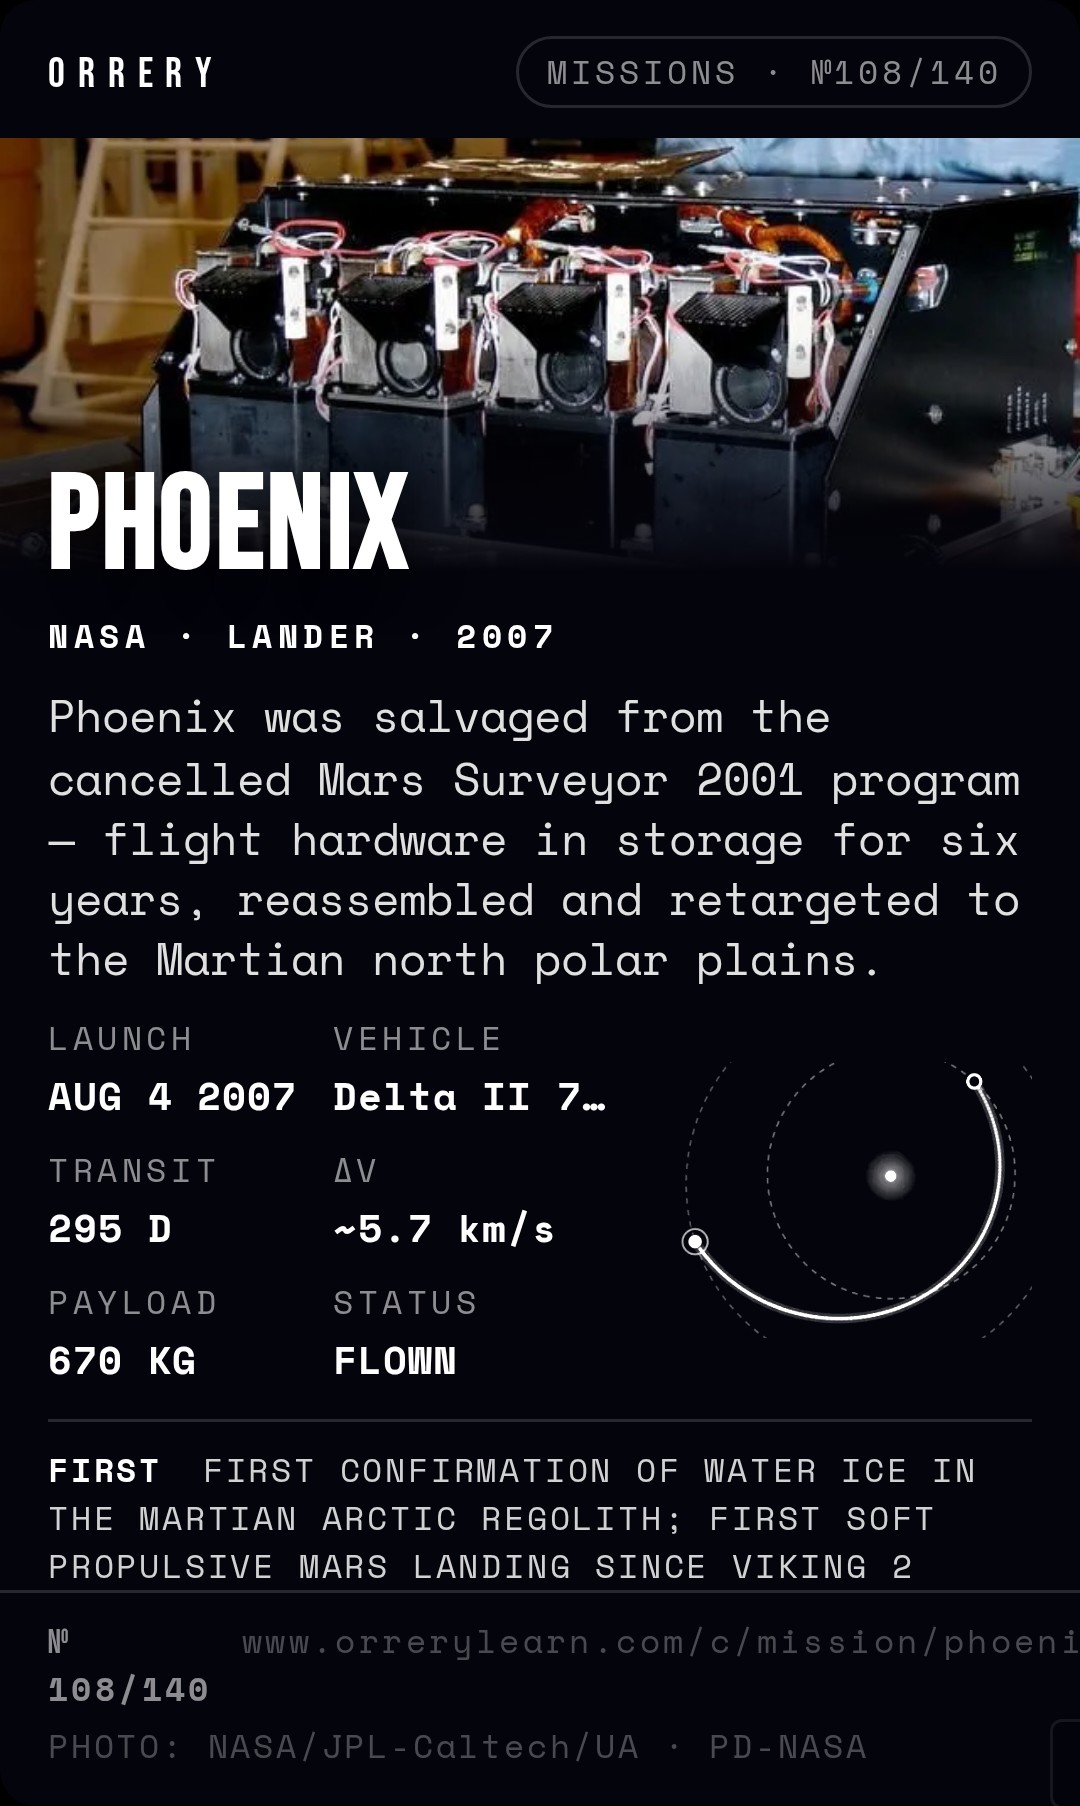 ORRERY
MISSIONS · №108/140
PHOENIX
NASA · LANDER · 2007
Phoenix was salvaged from the
cancelled Mars Surveyor 2001 program
— flight hardware in storage for six
years, reassembled and retargeted to
the Martian north polar plains.
LAUNCH VEHICLE
AUG 4 2007 Delta II 7…
TRANSIT ΔV
295 D ~5.7 km/s
PAYLOAD STATUS
670 KG FLOWN
FIRST FIRST CONFIRMATION OF WATER ICE IN
THE MARTIAN ARCTIC REGOLITH; FIRST SOFT
PROPULSIVE MARS LANDING SINCE VIKING 2
№ www.orrerylearn.com/c/mission/phoeni
108/140
PHOTO: NASA/JPL-Caltech/UA · PD-NASA